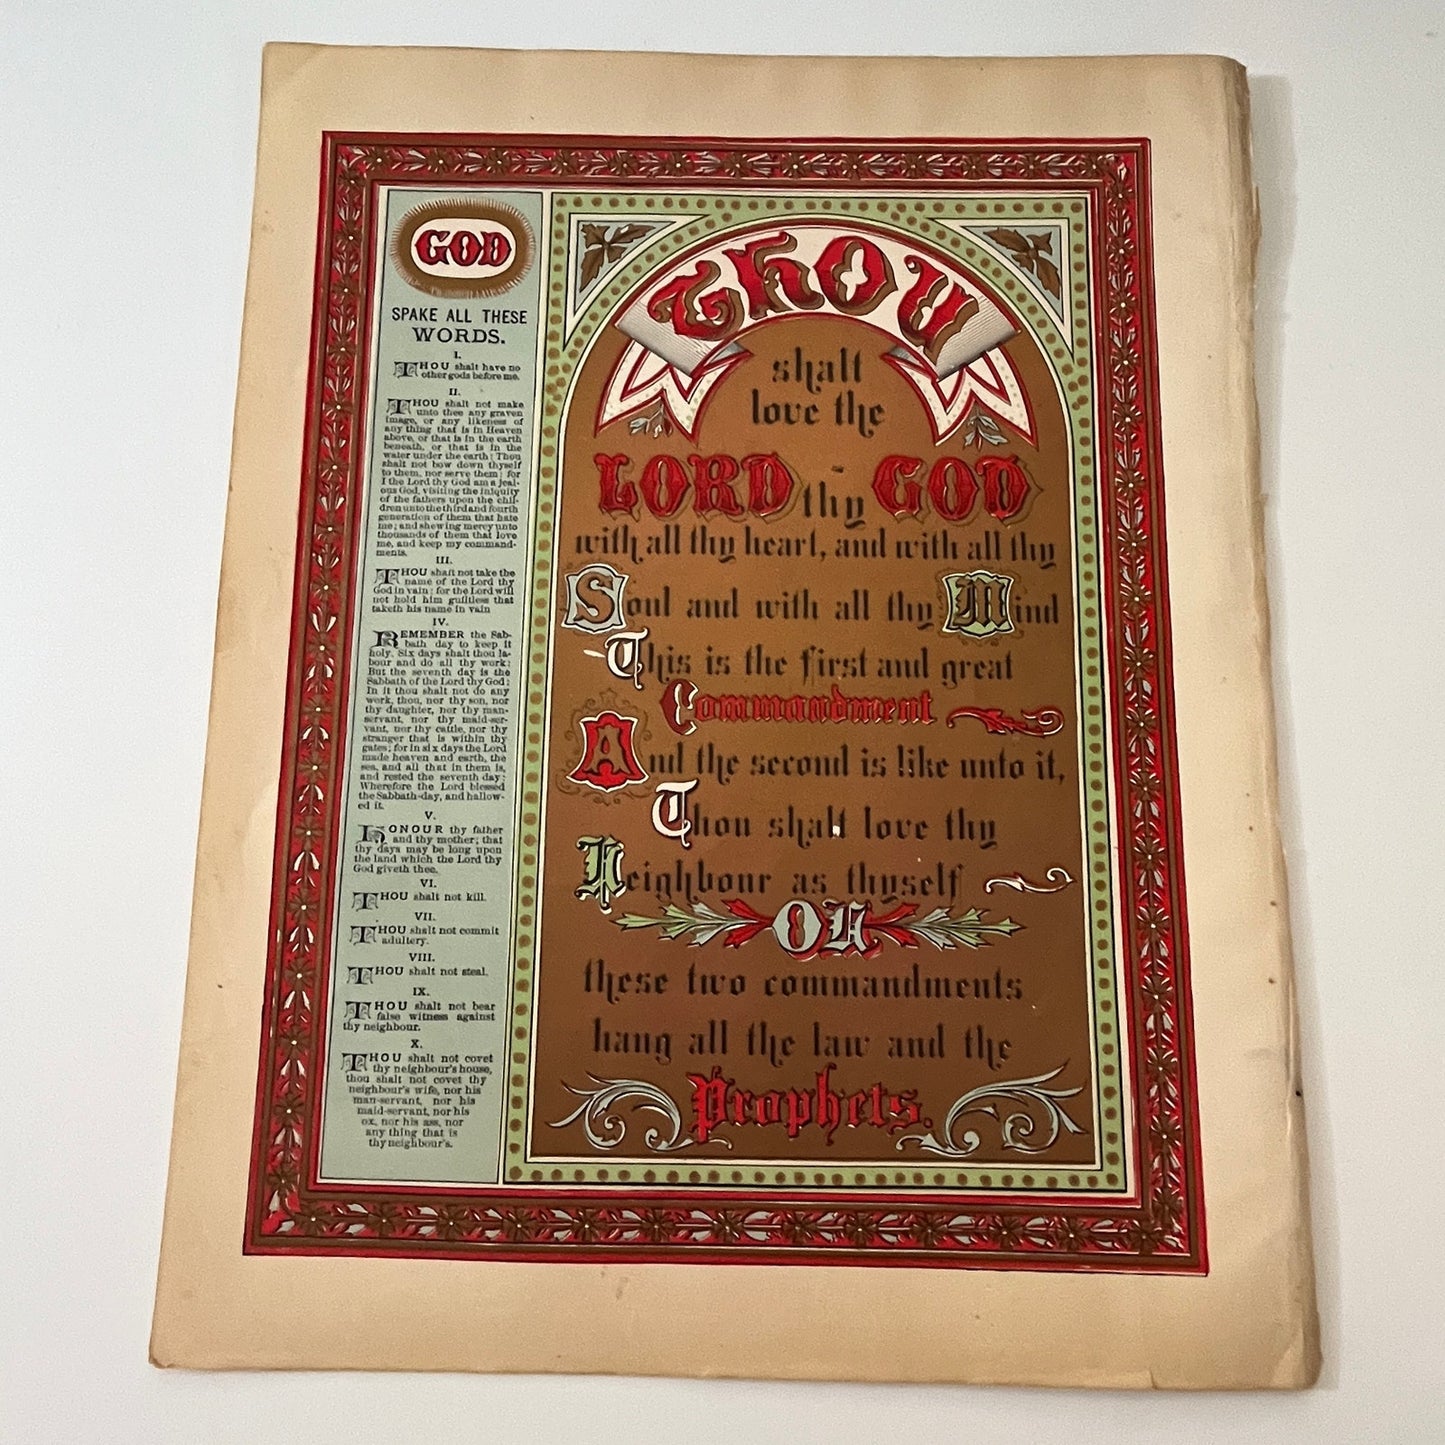 GOD
SPAKE ALL THESE
WORDS.
I.
THOU shalt have no
other gods before me.
II.
THOU shalt not make
unto thee any graven
image, or any likeness of
any thing that is in Heaven
above, or that is in the earth
beneath, or that is in the
water under the earth: Thou
shalt not bow down thyself
to them, nor serve them: for
I the Lord thy God am a jeal-
ous God, visiting the iniquity
of the fathers upon the chil-
dren unto the third and fourth
generation of them that hate
me; and shewing mercy unto
thousands of them that love
me, and keep my command-
ments.
III.
THOU shalt not take the
name of the Lord thy
God in vain: for the Lord will
not hold him guiltless that
taketh his name in vain
IV.
REMEMBER the Sab-
bath day to keep it
holy. Six days shalt thou la-
bour and do all thy work:
But the seventh day is the
Sabbath of the Lord thy God;
In it thou shalt not do any
work, thou, nor thy son, nor
thy daughter, nor thy man-
servant, nor thy maid-ser-
vant, nor thy cattle, nor thy
stranger that is within thy
gates; for in six days the Lord
made heaven and earth, the
sea, and all that in them is,
and rested the seventh day:
Wherefore the Lord blessed
the Sabbath-day, and hallow-
ed it.
V.
HONOUR thy father
and thy mother; that
thy days may be long upon
the land which the Lord thy
God giveth thee.
VI.
THOU shalt not kill.
VII.
THOU shalt not commit
adultery.
VIII.
THOU shalt not steal.
IX.
THOU shalt not bear
false witness against
thy neighbour.
X.
THOU shalt not covet
thy neighbour's house,
thou shalt not covet thy
neighbour's wife, nor his
man-servant, nor his
maid-servant, nor his
ox, nor his ass, nor
any thing that is
thy neighbour's.
Thou
shalt
love the
LORD thy GOD
with all thy heart, and with all thy
Soul and with all thy Mind
This is the first and great
Commandment
And the second is like unto it,
Thou shalt love thy
Neighbour as thyself
ON
these two commandments
hang all the law and the
Prophets.